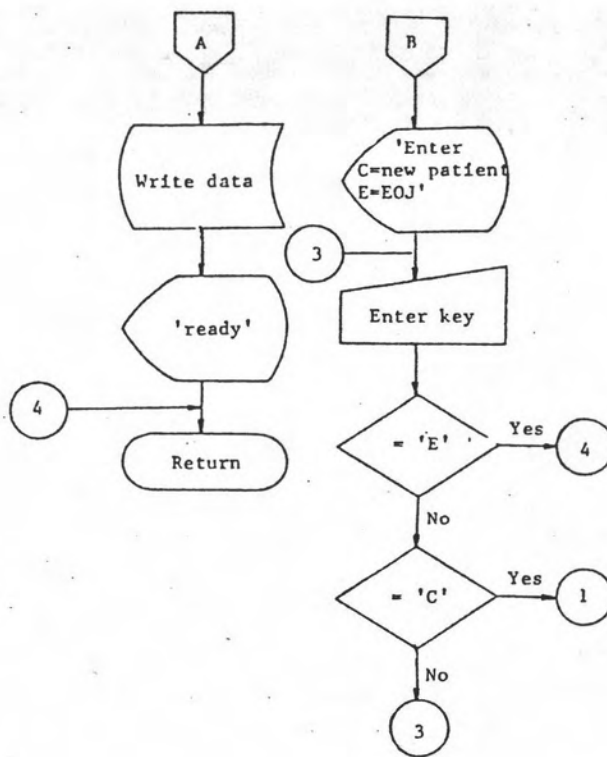 A
Write data
'ready'
4
Return
B
'Enter
C=new patient
E=EOJ'
3
Enter key
= 'E'
Yes
4
No
= 'C'
Yes
1
No
3